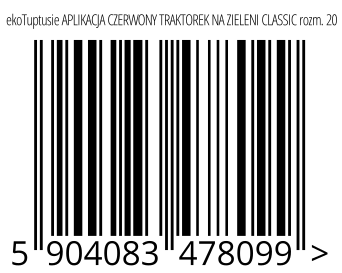 ekoTuptusie APLIKACJA CZERWONY TRAKTOREK NA ZIELENI CLASSIC rozm. 20
5 904083 478099 >